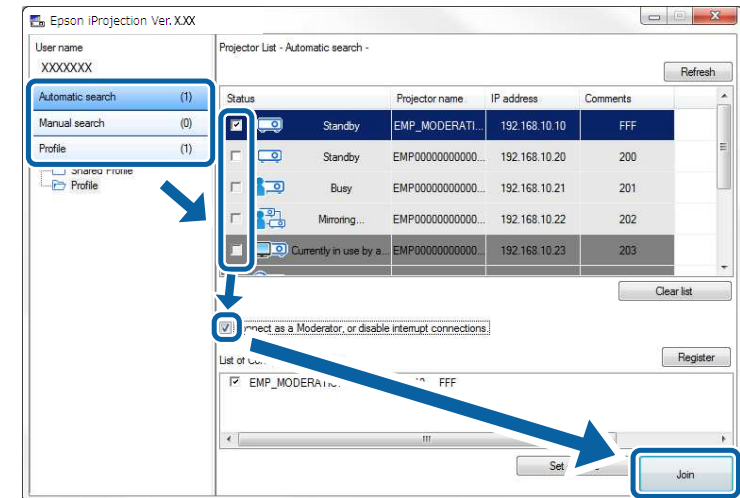 Epson iProjection Ver. X.XX
User name
XXXXXXX
Automatic search (1)
Manual search (0)
Profile (1)
Shared Profile
Profile
Projector List - Automatic search -
Refresh
Status Projector name IP address Comments
Standby EMP_MODERATI... 192.168.10.10 FFF
Standby EMP00000000000... 192.168.10.20 200
Busy EMP00000000000... 192.168.10.21 201
Mirroring... EMP00000000000... 192.168.10.22 202
Currently in use by a... EMP00000000000... 192.168.10.23 203
Clear list
as a Moderator, or disable interrupt connections.
List of
Register
FFF
Set
Join